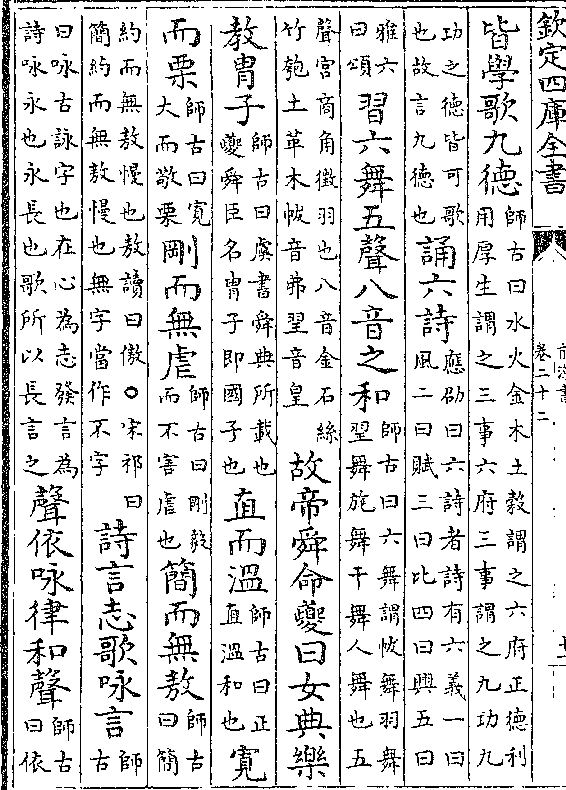 欽定四庫全書
卷二十二
皆學歌九德師古曰水火金木土穀謂之六府正德利用厚生謂之三事六府三事謂之九功九
功之德皆可歌也故言九德也誦六詩應劭曰六詩者詩有六義一曰風二曰賦三曰比四曰興五曰
雅六曰頌習六舞五聲八音之和師古曰六舞謂帗舞羽舞翌舞旄舞干舞人舞也五
聲宮商角徵羽也八音金石絲竹匏土革木帗音弗翌音皇故帝舜命夔曰女典樂
教胄子師古曰虞書舜典所載也夔舜臣名胄子即國子也直而溫師古曰正直溫和也寬
而栗師古曰寬大而敬栗剛而無虐師古曰剛毅而不害虐也簡而無敖師古曰簡
約而無敖慢也敖讀曰傲○宋祁曰簡約而無敖慢也無字當作不字詩言志歌咏言師古
曰咏古詠字也在心為志發言為詩咏永也永長也歌所以長言之聲依咏律和聲師古曰依